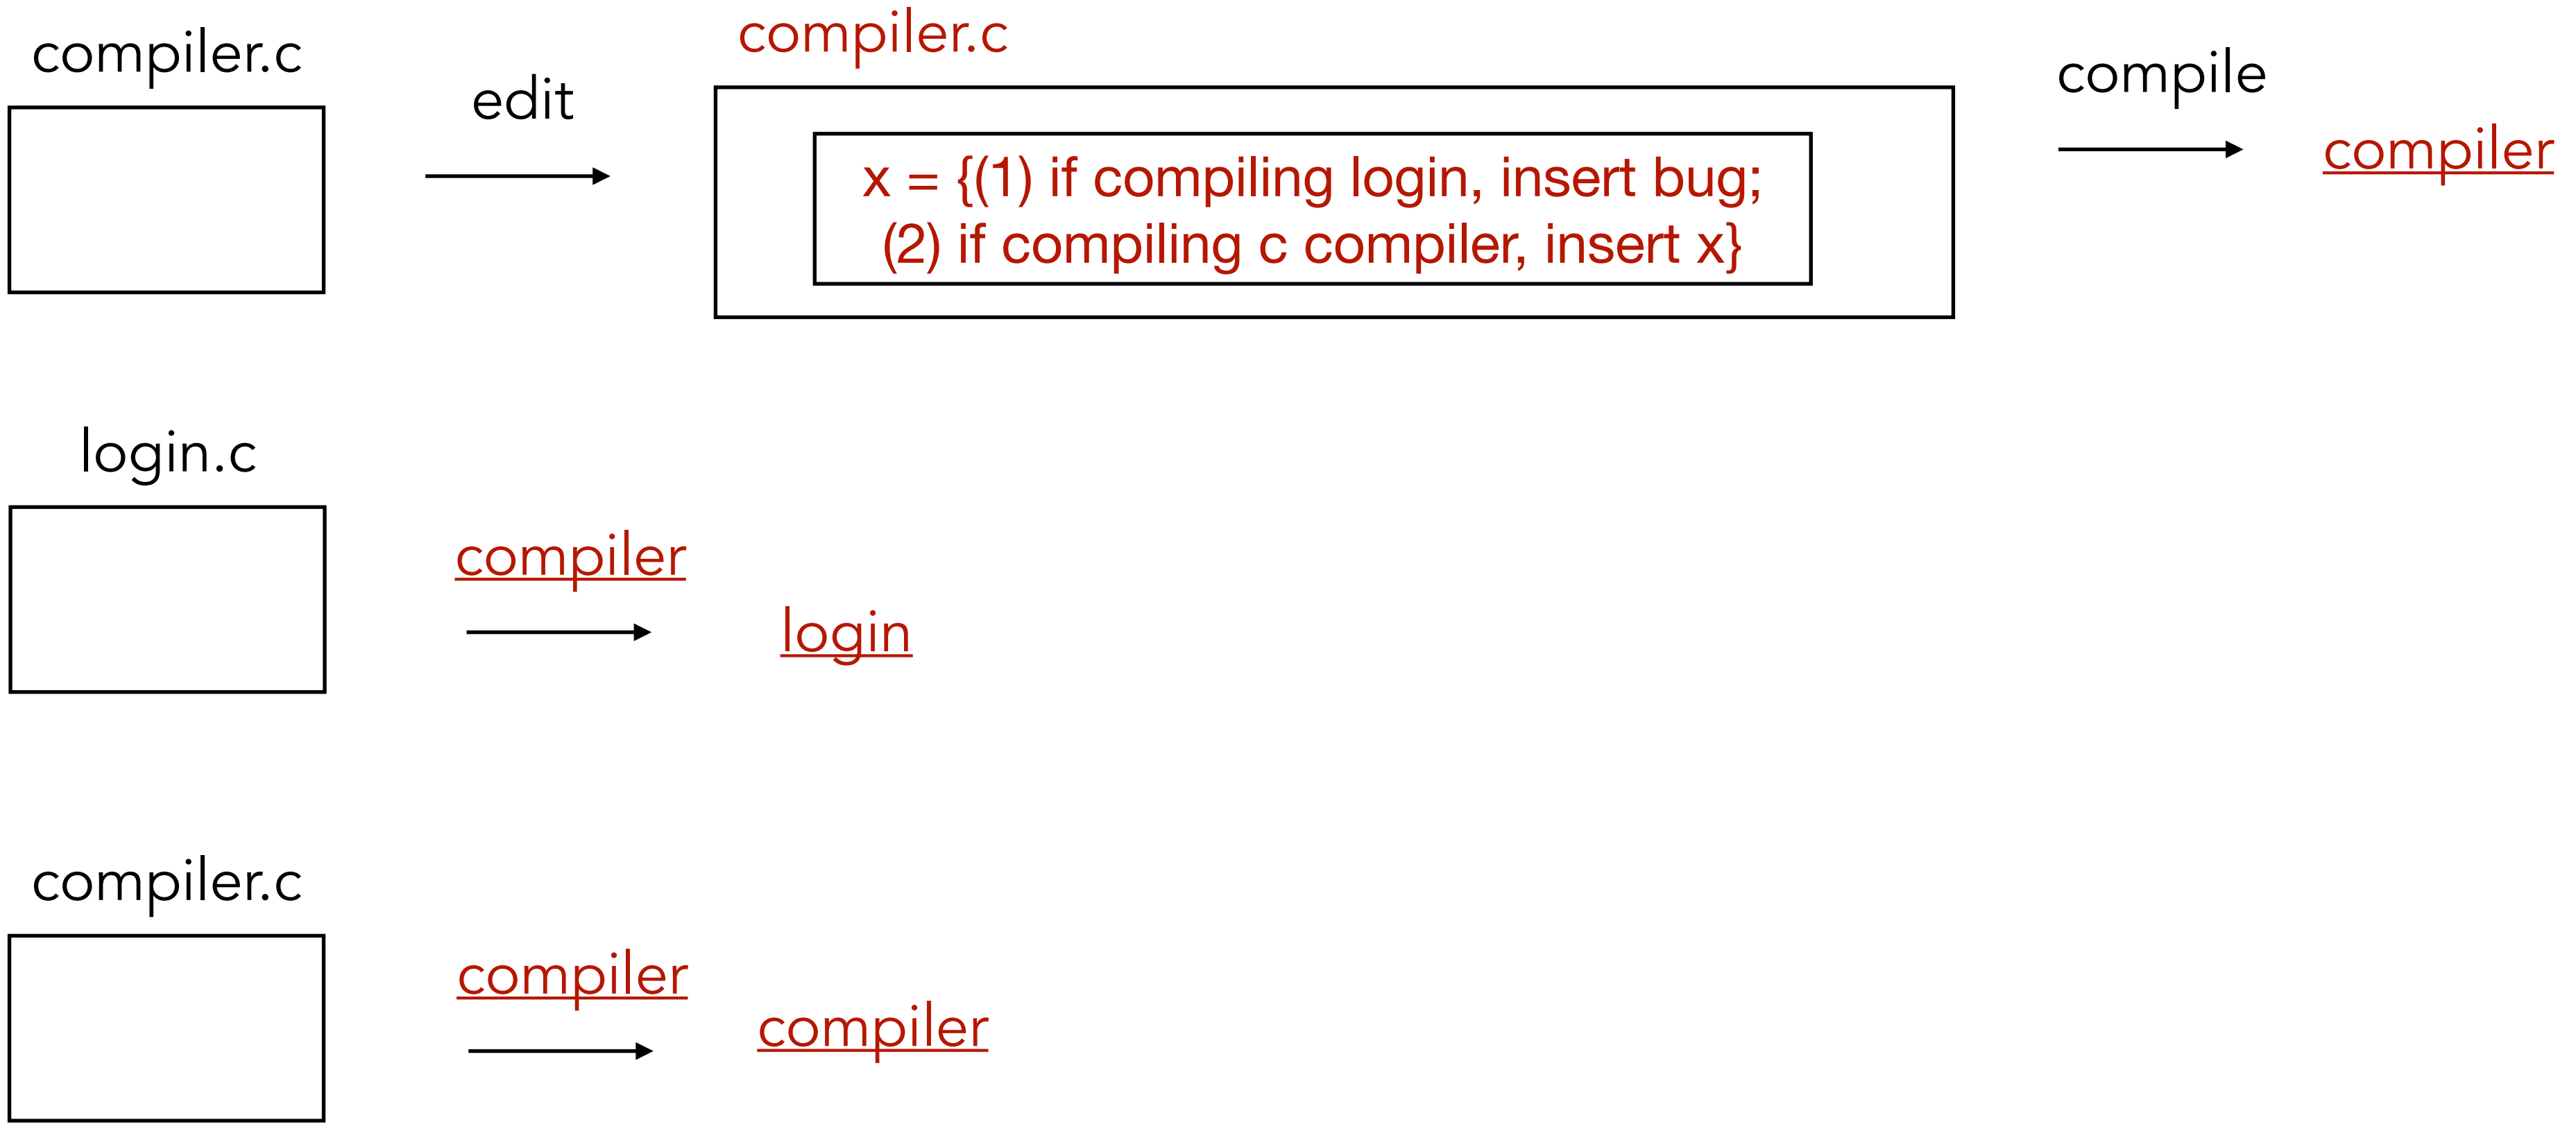 compiler.c
edit
compiler.c
x = {(1) if compiling login, insert bug;
(2) if compiling c compiler, insert x}
compile
compiler
login.c
compiler
login
compiler.c
compiler
compiler